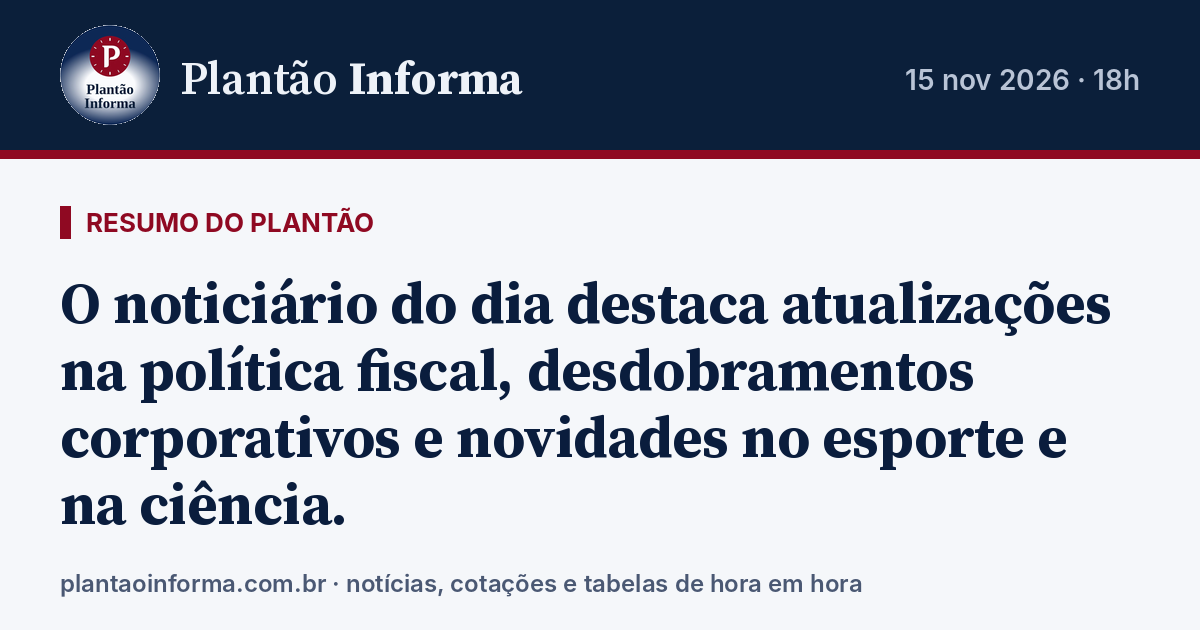 P
Plantão
Informa
Plantão Informa
15 nov 2026 · 18h
RESUMO DO PLANTÃO
O noticiário do dia destaca atualizações
na política fiscal, desdobramentos
corporativos e novidades no esporte e
na ciência.
plantaoinforma.com.br · notícias, cotações e tabelas de hora em hora